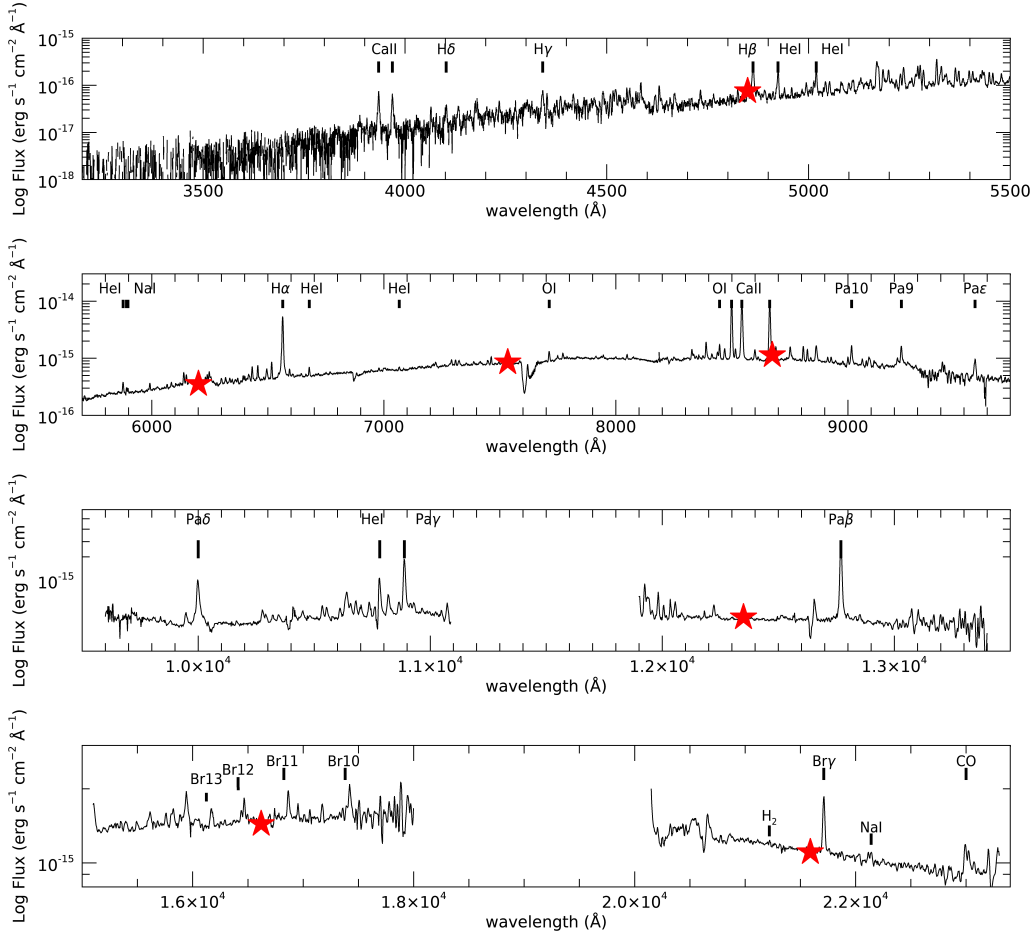 10⁻¹⁵
CaII Hδ Hγ Hβ HeI HeI
10⁻¹⁶
10⁻¹⁷
10⁻¹⁸
Log Flux (erg s⁻¹ cm⁻² Å⁻¹)
3500 4000 4500 5000 5500
wavelength (Å)
HeI NaI Hα HeI HeI OI OI CaII Pa10 Pa9 Paε
10⁻¹⁴
10⁻¹⁵
10⁻¹⁶
Log Flux (erg s⁻¹ cm⁻² Å⁻¹)
6000 7000 8000 9000
wavelength (Å)
Paδ HeI Paγ Paβ
10⁻¹⁵
Log Flux (erg s⁻¹ cm⁻² Å⁻¹)
1.0×10⁴ 1.1×10⁴ 1.2×10⁴ 1.3×10⁴
wavelength (Å)
Br13 Br12 Br11 Br10 Brγ CO
H₂ NaI
10⁻¹⁵
Log Flux (erg s⁻¹ cm⁻² Å⁻¹)
1.6×10⁴ 1.8×10⁴ 2.0×10⁴ 2.2×10⁴
wavelength (Å)